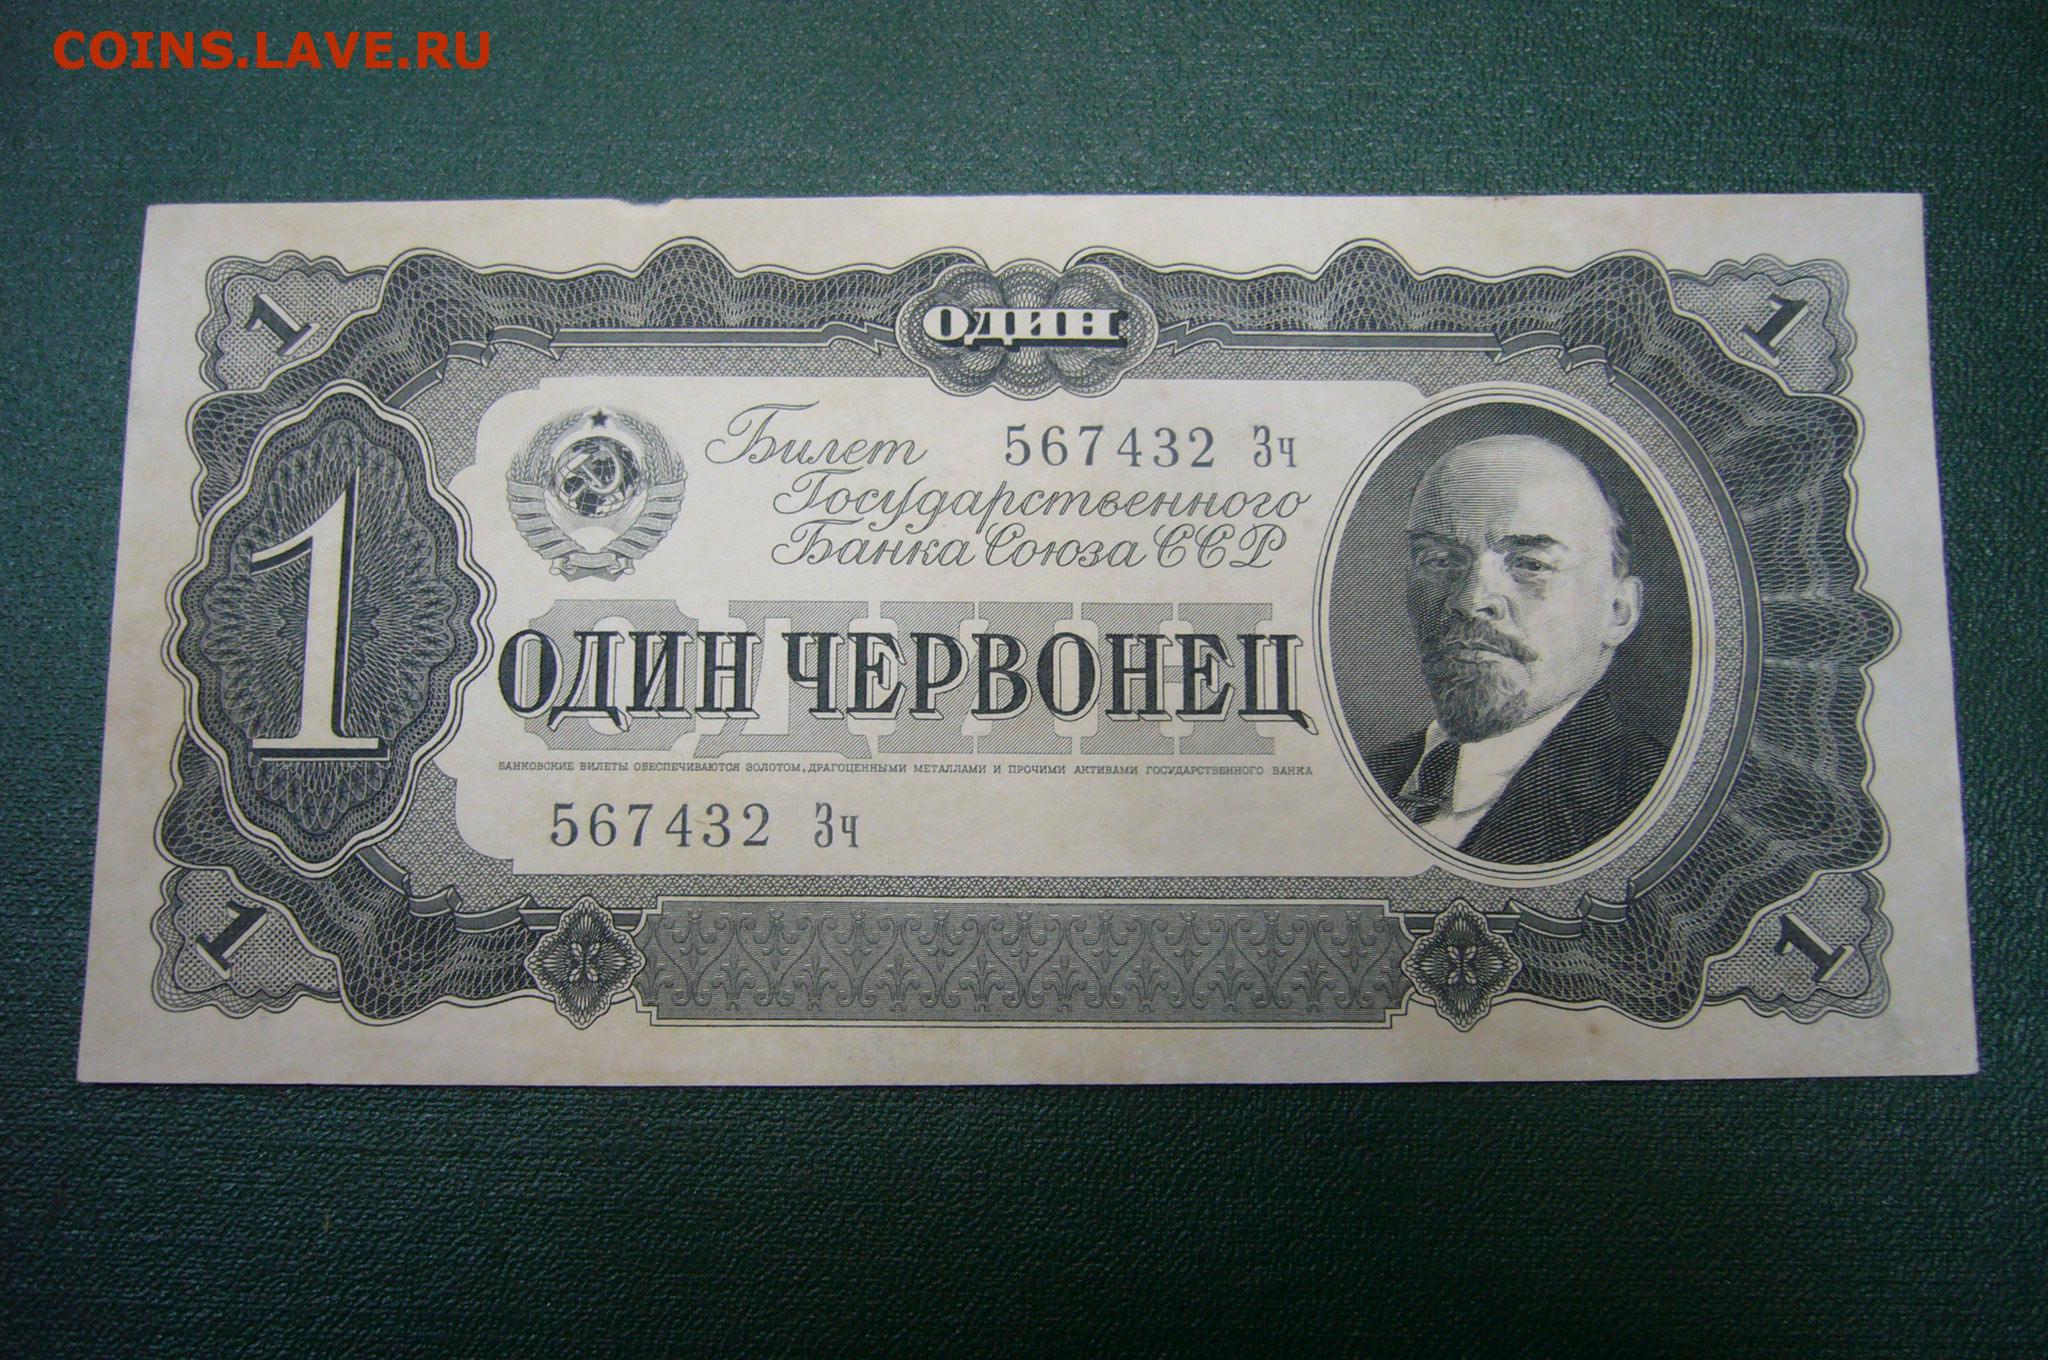 COINS.LAVE.RU
1 ОДИН 1
Билет 567432 Зч
Государственного
Банка Союза ССР
1
ОДИН
ОДИН ЧЕРВОНЕЦ
БАНКОВСКИЕ БИЛЕТЫ ОБЕСПЕЧИВАЮТСЯ ЗОЛОТОМ, ДРАГОЦЕННЫМИ МЕТАЛЛАМИ И ПРОЧИМИ АКТИВАМИ ГОСУДАРСТВЕННОГО БАНКА
567432 Зч
1 1